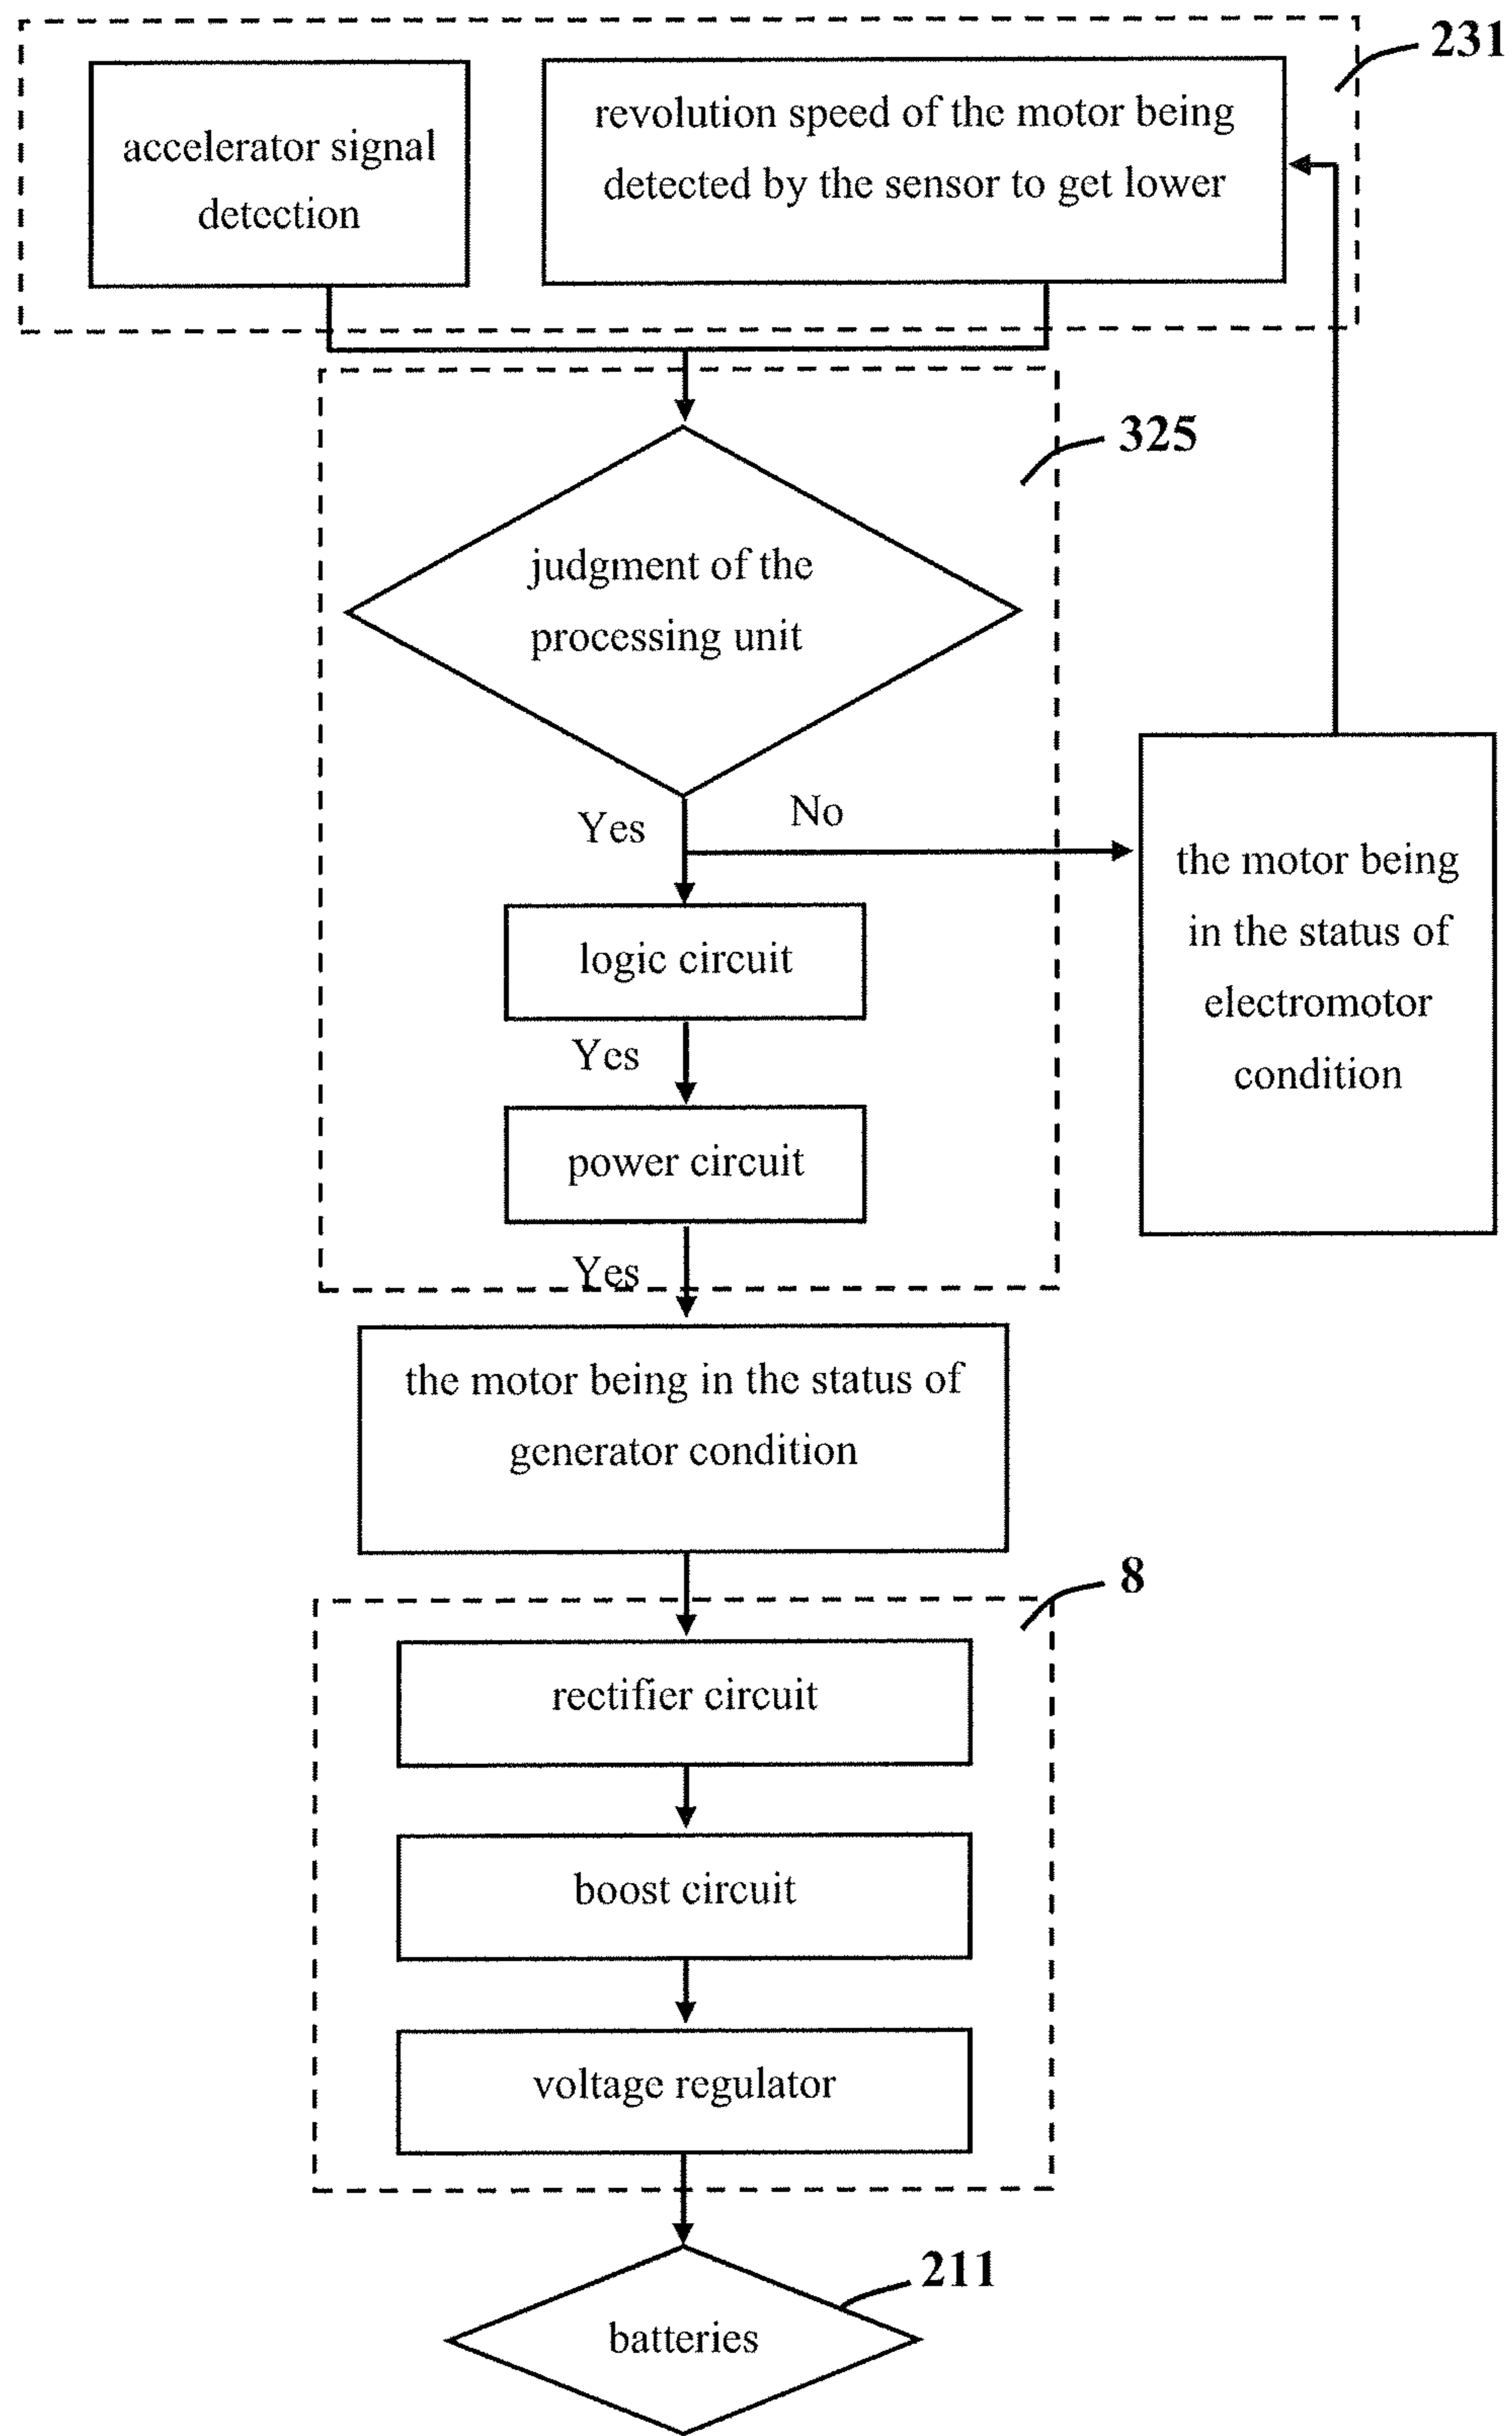 231
accelerator signal
detection
revolution speed of the motor being
detected by the sensor to get lower
325
judgment of the
processing unit
Yes
No
the motor being
in the status of
electromotor
condition
logic circuit
Yes
power circuit
Yes
the motor being in the status of
generator condition
8
rectifier circuit
boost circuit
voltage regulator
211
batteries